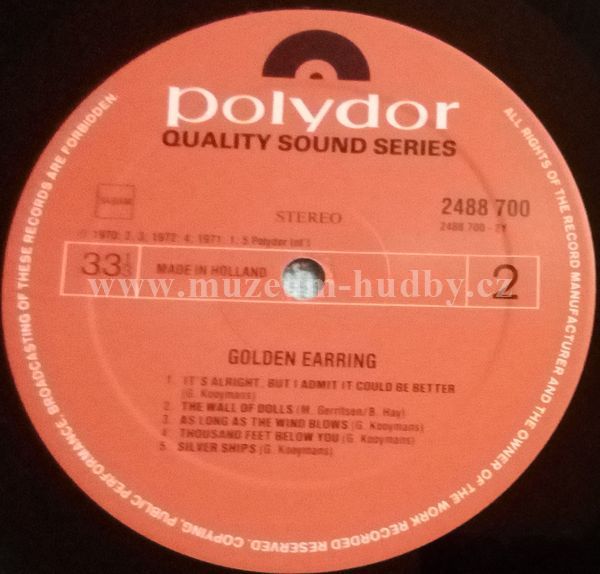 polydor
QUALITY SOUND SERIES
STEMRA
STEREO
2488 700
2488 700 - 2Y
℗ 1970: 2, 3; 1972: 4; 1971: 1, 5 Polydor Int'l
33 1/3
MADE IN HOLLAND
2
www.muzeum-hudby.cz
GOLDEN EARRING
1. IT'S ALRIGHT, BUT I ADMIT IT COULD BE BETTER
(G. Kooymans)
2. THE WALL OF DOLLS (M. Gerritsen/B. Hay)
3. AS LONG AS THE WIND BLOWS (G. Kooymans)
4. THOUSAND FEET BELOW YOU (G. Kooymans)
5. SILVER SHIPS (G. Kooymans)
ALL RIGHTS OF THE RECORD MANUFACTURER AND THE OWNER OF THE WORK RECORDED RESERVED. COPYING, PUBLIC PERFORMANCE, BROADCASTING OF THESE RECORDS ARE FORBIDDEN.